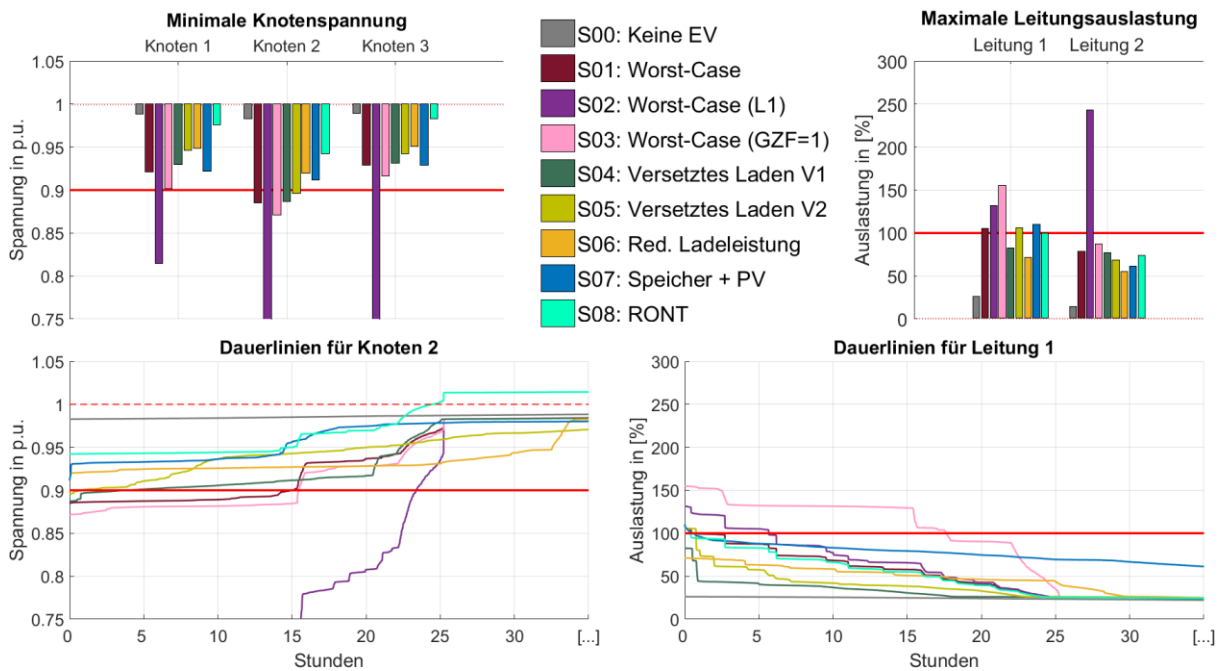 Minimale Knotenspannung
Knoten 1 Knoten 2 Knoten 3
Spannung in p.u.
1.05
1
0.95
0.9
0.85
0.8
0.75
S00: Keine EV
S01: Worst-Case
S02: Worst-Case (L1)
S03: Worst-Case (GZF=1)
S04: Versetztes Laden V1
S05: Versetztes Laden V2
S06: Red. Ladeleistung
S07: Speicher + PV
S08: RONT
Maximale Leitungsauslastung
Leitung 1 Leitung 2
Auslastung in [%]
300
250
200
150
100
50
0
Dauerlinien für Knoten 2
Spannung in p.u.
1.05
1
0.95
0.9
0.85
0.8
0.75
0 5 10 15 20 25 30 [...]
Stunden
Dauerlinien für Leitung 1
Auslastung in [%]
300
250
200
150
100
50
0
0 5 10 15 20 25 30 [...]
Stunden